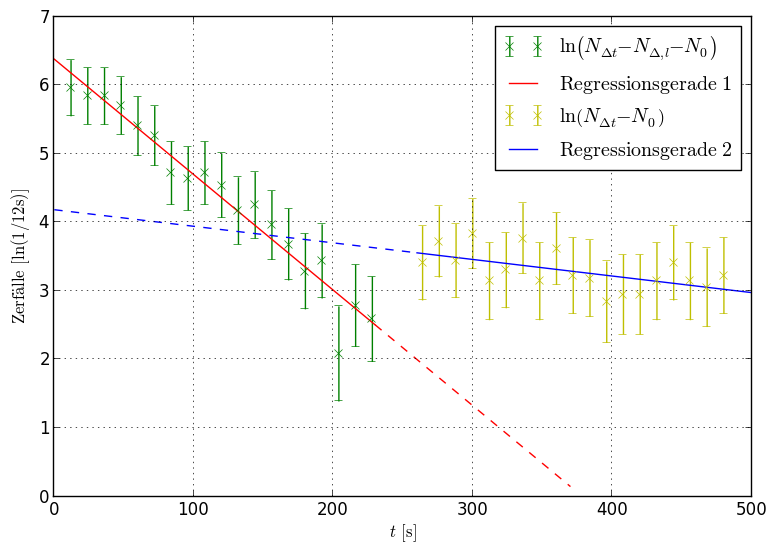 7
6
5
4
3
2
1
0
Zerfälle [ln(1/12s)]
ln(N_{Δt}−N_{Δ,l}−N_0)
Regressionsgerade 1
ln(N_{Δt}−N_0)
Regressionsgerade 2
0 100 200 300 400 500
t [s]